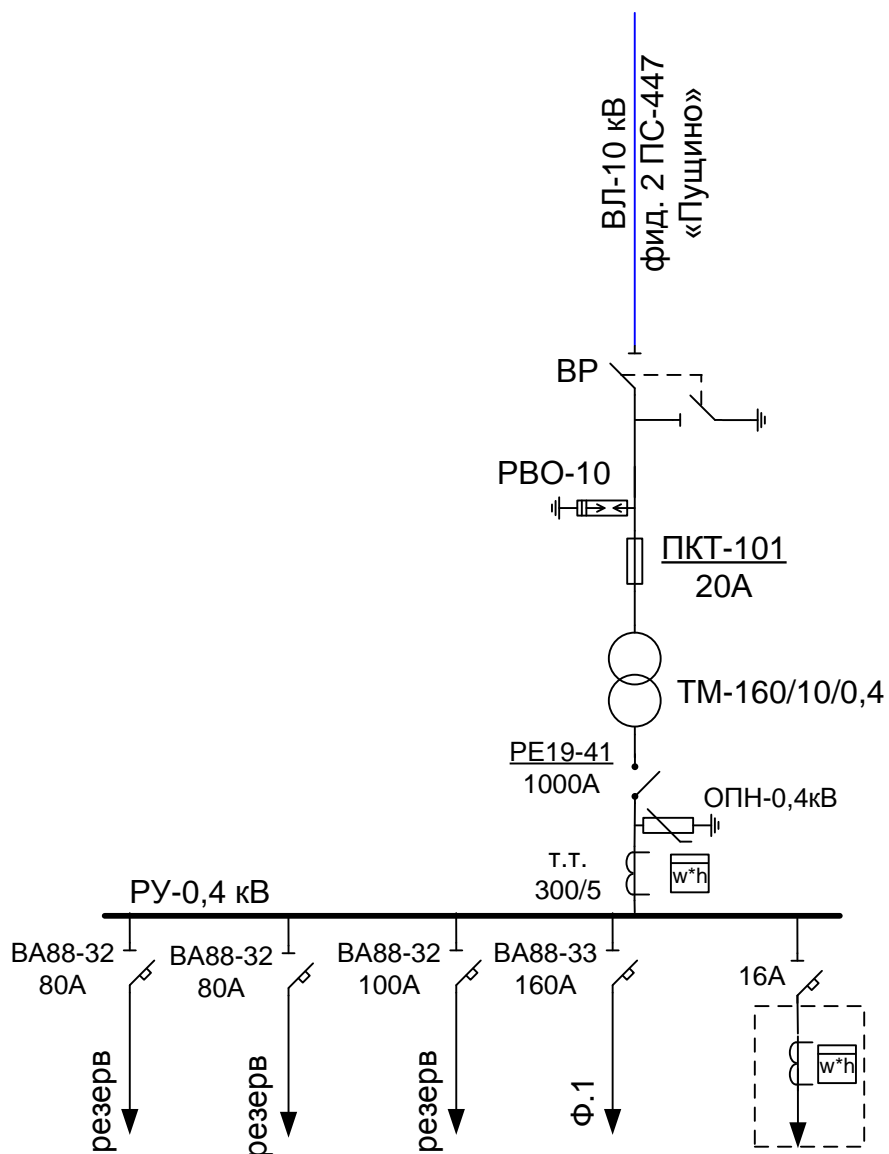 ВЛ-10 кВ
фид. 2 ПС-447
«Пущино»
ВР
РВО-10
ПКТ-101
20А
ТМ-160/10/0,4
РЕ19-41
1000А
ОПН-0,4кВ
т.т.
300/5
w*h
РУ-0,4 кВ
ВА88-32
80А
ВА88-32
80А
ВА88-32
100А
ВА88-33
160А
16А
резерв
резерв
резерв
Ф.1
w*h